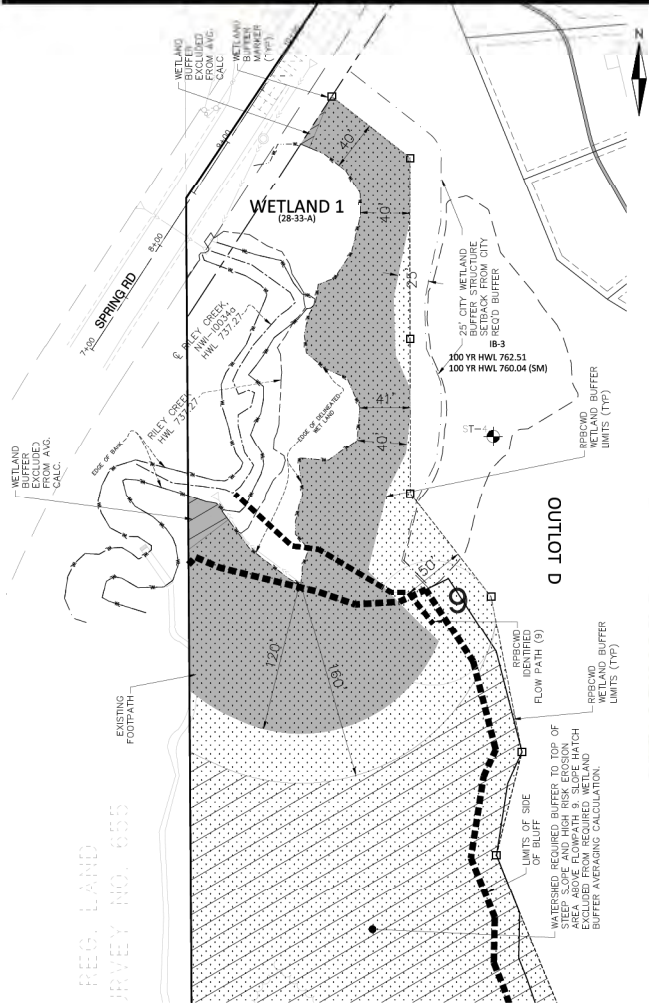 N
WETLAND
BUFFER
EXCLUDED
FROM AVG.
CALC
WETLAND
BUFFER
MARKER
(TYP)
9+00
8+00
7+00
SPRING RD
40'
WETLAND 1
(28-33-A)
40'
25'
25' CITY WETLAND
BUFFER STRUCTURE
SETBACK FROM CITY
REQ'D BUFFER
IB-3
100 YR HWL 762.51
100 YR HWL 760.04 (SM)
℄ RILEY CREEK,
HWL 737.27
RILEY CREEK
HWL 737.27
EDGE OF BANK
EDGE OF DELINEATED
WETLAND
41'
40'
ST-4
RPBCWD
WETLAND BUFFER
LIMITS (TYP)
WETLAND
BUFFER
EXCLUDED
FROM AVG.
CALC.
OUTLOT D
50'
9
RPBCWD
IDENTIFIED
FLOW PATH (9)
RPBCWD
WETLAND BUFFER
LIMITS (TYP)
120'
160'
EXISTING
FOOTPATH
LIMITS OF SIDE
OF BLUFF
WATERSHED REQUIRED BUFFER TO TOP OF
STEEP SLOPE AND HIGH RISK EROSION
AREA ABOVE FLOWPATH 9. SLOPE HATCH
EXCLUDED FROM REQUIRED WETLAND
BUFFER AVERAGING CALCULATION.
REG. LAND
RVEY NO.